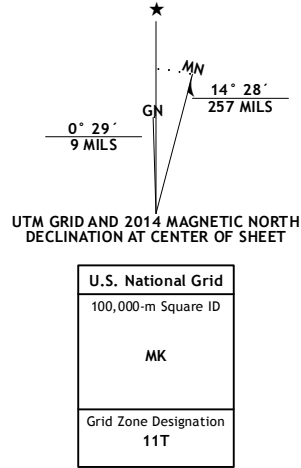 ★
MN
14° 28´
257 MILS
GN
0° 29´
9 MILS
UTM GRID AND 2014 MAGNETIC NORTH
DECLINATION AT CENTER OF SHEET
U.S. National Grid
100,000-m Square ID
MK
Grid Zone Designation
11T